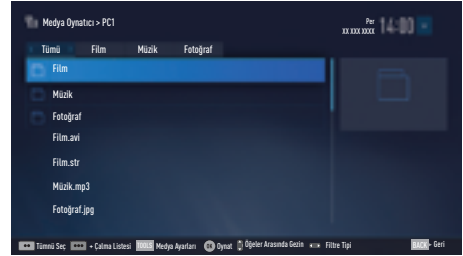 Medya Oynatıcı > PC1
Per
xx xxx xxxx 14:00
Tümü Film Müzik Fotoğraf
Film
Müzik
Fotoğraf
Film.avi
Film.str
Müzik.mp3
Fotoğraf.jpg
Tümnü Seç + Çalma Listesi TOOLS Medya Ayarları OK Oynat Öğeler Arasında Gezin Filtre Tipi BACK Geri